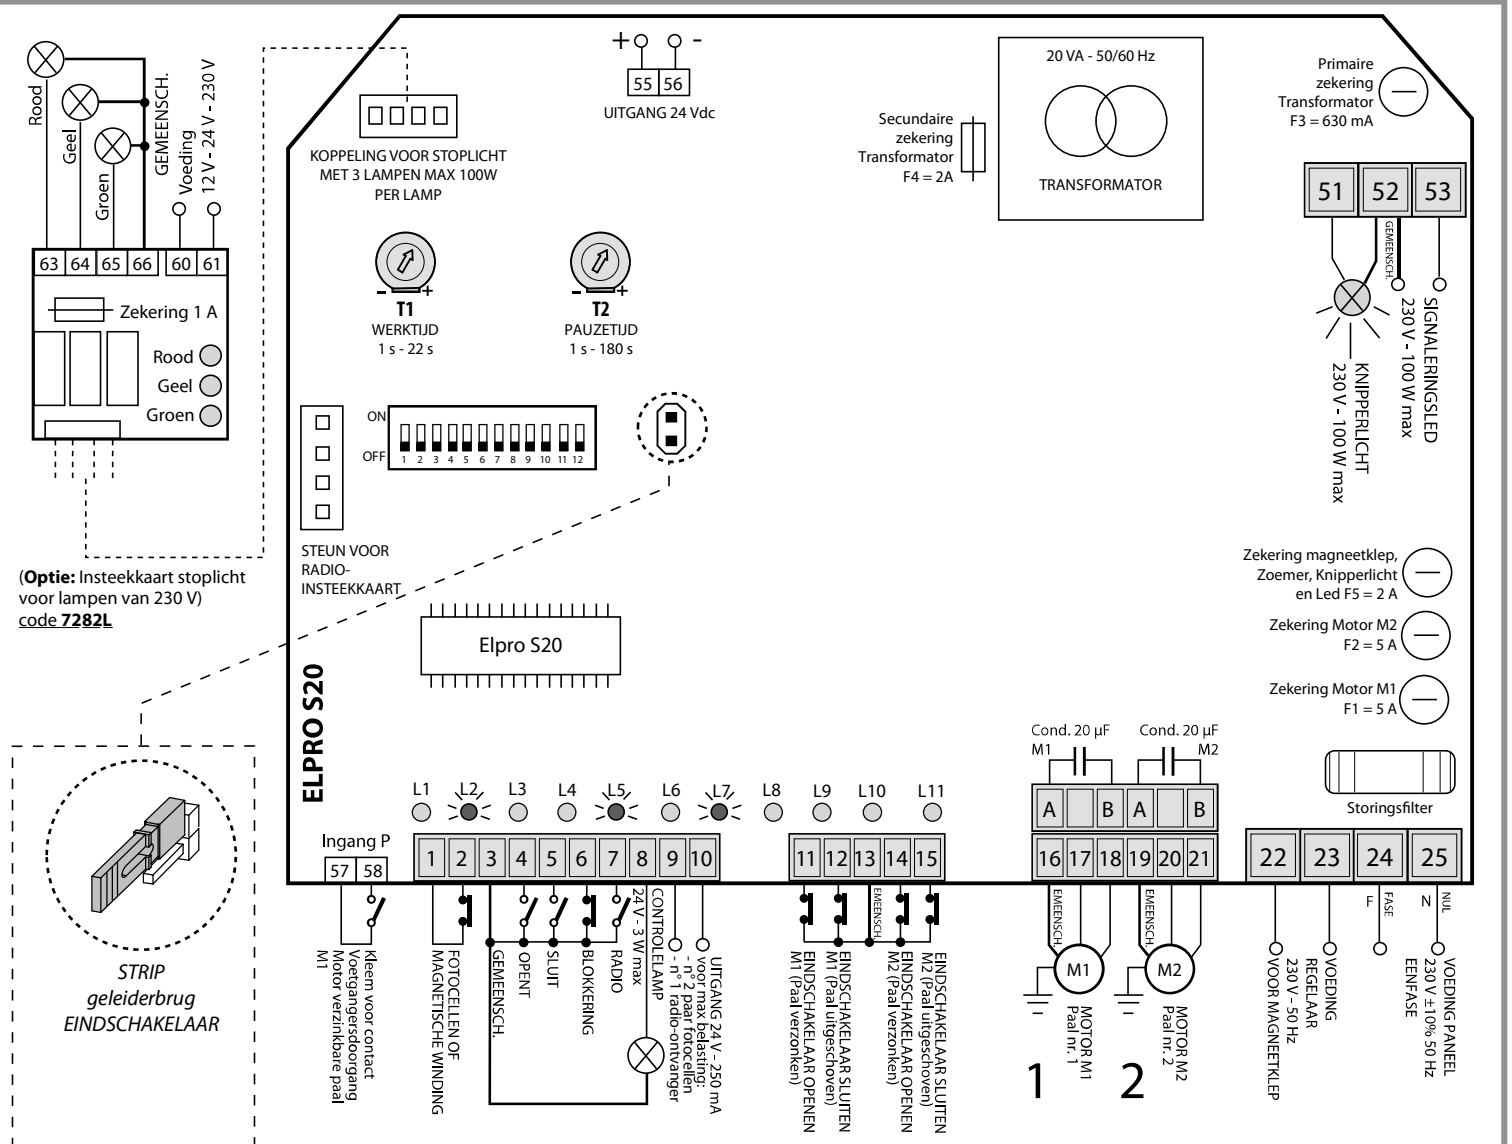 Rood
Geel
Groen
GEMEENSCH.
Voeding
12 V - 24 V - 230 V
63 64 65 66 60 61
Zekering 1 A
Rood
Geel
Groen
(Optie: Insteekkaart stoplicht
voor lampen van 230 V)
code 7282L
KOPPELING VOOR STOPLICHT
MET 3 LAMPEN MAX 100W
PER LAMP
+ -
55 56
UITGANG 24 Vdc
20 VA - 50/60 Hz
TRANSFORMATOR
Secundaire
zekering
Transformator
F4 = 2A
Primaire
zekering
Transformator
F3 = 630 mA
51 52 53
GEMEENSCH.
KNIPPERLICHT
230 V - 100 W max
SIGNALERINGSLED
230 V - 100 W max
- +
T1
WERKTIJD
1 s - 22 s
- +
T2
PAUZETIJD
1 s - 180 s
ON
OFF
1 2 3 4 5 6 7 8 9 10 11 12
STEUN VOOR
RADIO-
INSTEEKKAART
Elpro S20
ELPRO S20
Zekering magneetklep,
Zoemer, Knipperlicht
en Led F5 = 2 A
Zekering Motor M2
F2 = 5 A
Zekering Motor M1
F1 = 5 A
Storingsfilter
Cond. 20 µF
M1
Cond. 20 µF
M2
A B A B
L1 L2 L3 L4 L5 L6 L7 L8 L9 L10 L11
Ingang P
57 58
1 2 3 4 5 6 7 8 9 10
11 12 13 14 15
16 17 18 19 20 21
22 23 24 25
STRIP
geleiderbrug
EINDSCHAKELAAR
Kleem voor contact
Voetgangersdoorgang
Motor verzinkbare paal
M1
FOTOCELLEN OF
MAGNETISCHE WINDING
GEMEENSCH.
OPENT
SLUIT
BLOKKERING
RADIO
CONTROLELAMP
24 V - 3 W max
UITGANG 24 V - 250 mA
voor max belasting:
- n° 2 paar fotocellen
- n° 1 radio-ontvanger
EINDSCHAKELAAR OPENEN
M1 (Paal verzonken)
EINDSCHAKELAAR SLUITEN
M1 (Paal uitgeschoven)
EMEENSCH.
EINDSCHAKELAAR OPENEN
M2 (Paal verzonken)
EINDSCHAKELAAR SLUITEN
M2 (Paal uitgeschoven)
EMEENSCH.
M1
MOTOR M1
Paal nr. 1
1
EMEENSCH.
M2
MOTOR M2
Paal nr. 2
2
VOOR MAGNEETKLEP
VOEDING
REGELAAR
230 V - 50 Hz
F
FASE
N
NUL
VOEDING PANEEL
230 V ±10% 50 Hz
EENFASE